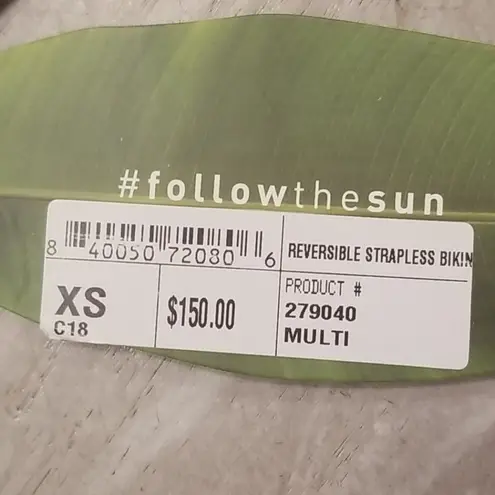 #followthesun
8 40050 72080 6
REVERSIBLE STRAPLESS BIKIN
XS
C18
$150.00
PRODUCT #
279040
MULTI